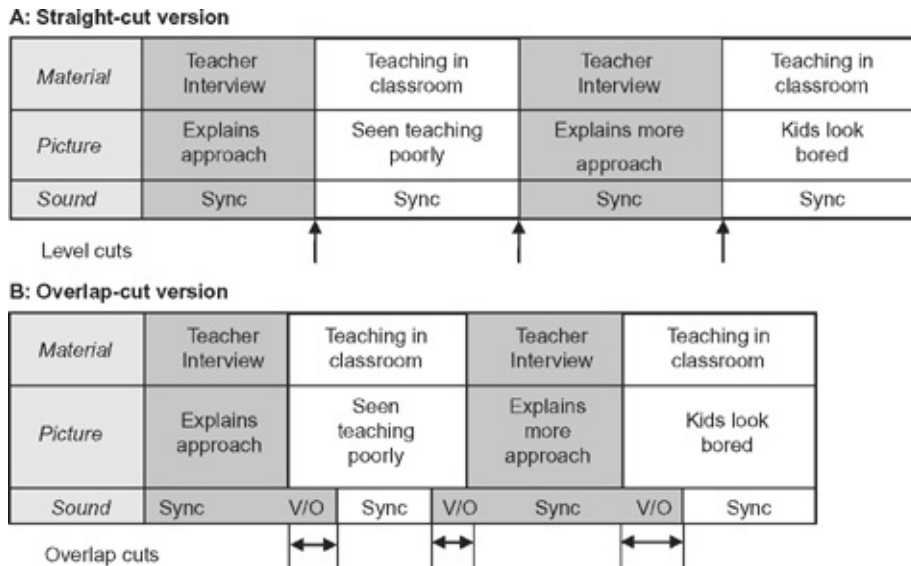 A: Straight-cut version
Material
Teacher
Interview
Teaching in
classroom
Teacher
Interview
Teaching in
classroom
Picture
Explains
approach
Seen teaching
poorly
Explains more
approach
Kids look
bored
Sound
Sync
Sync
Sync
Sync
Level cuts
B: Overlap-cut version
Material
Teacher
Interview
Teaching in
classroom
Teacher
Interview
Teaching in
classroom
Picture
Explains
approach
Seen
teaching
poorly
Explains
more
approach
Kids look
bored
Sound
Sync
V/O
Sync
V/O
Sync
V/O
Sync
Overlap cuts